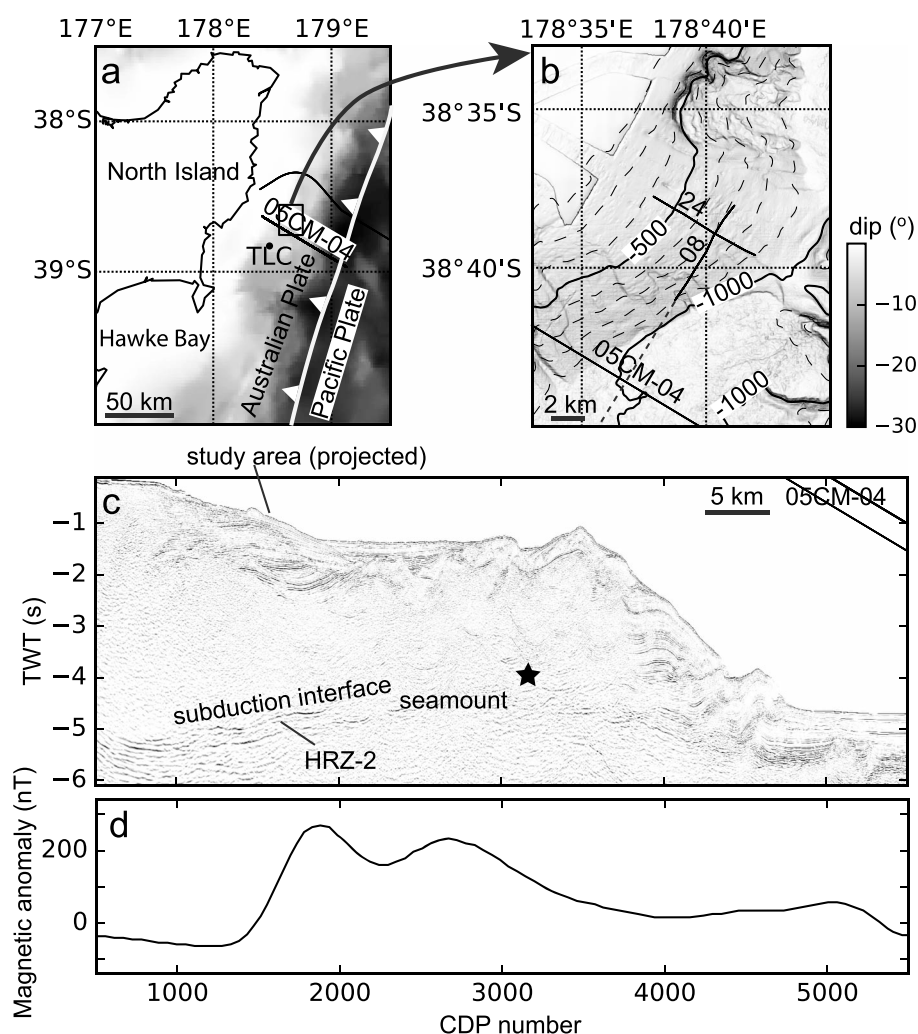 177°E 178°E 179°E
178°35'E 178°40'E
a
b
38°S
39°S
38°35'S
38°40'S
North Island
05CM-04
TLC
Hawke Bay
Australian Plate
Pacific Plate
50 km
24
08
-500
-1000
05CM-04
-1000
2 km
dip (°)
−10
−20
−30
study area (projected)
c
5 km
05CM-04
−1
−2
−3
−4
−5
−6
TWT (s)
subduction interface
seamount
HRZ-2
d
200
0
Magnetic anomaly (nT)
1000 2000 3000 4000 5000
CDP number